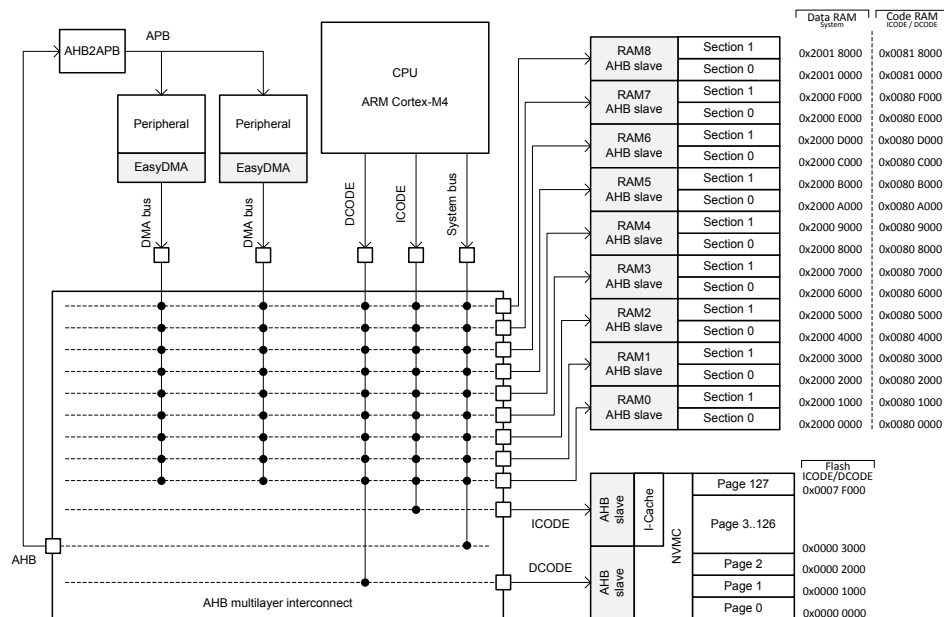 Data RAM
System
Code RAM
ICODE / DCODE
AHB2APB
APB
CPU
ARM Cortex-M4
Peripheral
EasyDMA
Peripheral
EasyDMA
DMA bus
DMA bus
DCODE
ICODE
System bus
RAM8
AHB slave
Section 1
Section 0
0x2001 8000
0x0081 8000
0x2001 0000
0x0081 0000
RAM7
AHB slave
Section 1
Section 0
0x2000 F000
0x0080 F000
0x2000 E000
0x0080 E000
RAM6
AHB slave
Section 1
Section 0
0x2000 D000
0x0080 D000
0x2000 C000
0x0080 C000
RAM5
AHB slave
Section 1
Section 0
0x2000 B000
0x0080 B000
0x2000 A000
0x0080 A000
RAM4
AHB slave
Section 1
Section 0
0x2000 9000
0x0080 9000
0x2000 8000
0x0080 8000
RAM3
AHB slave
Section 1
Section 0
0x2000 7000
0x0080 7000
0x2000 6000
0x0080 6000
RAM2
AHB slave
Section 1
Section 0
0x2000 5000
0x0080 5000
0x2000 4000
0x0080 4000
RAM1
AHB slave
Section 1
Section 0
0x2000 3000
0x0080 3000
0x2000 2000
0x0080 2000
RAM0
AHB slave
Section 1
Section 0
0x2000 1000
0x0080 1000
0x2000 0000
0x0080 0000
Flash
ICODE/DCODE
ICODE
AHB
slave
I-Cache
NVMC
Page 127
0x0007 F000
Page 3..126
0x0000 3000
AHB
DCODE
AHB
slave
Page 2
0x0000 2000
Page 1
0x0000 1000
Page 0
0x0000 0000
AHB multilayer interconnect